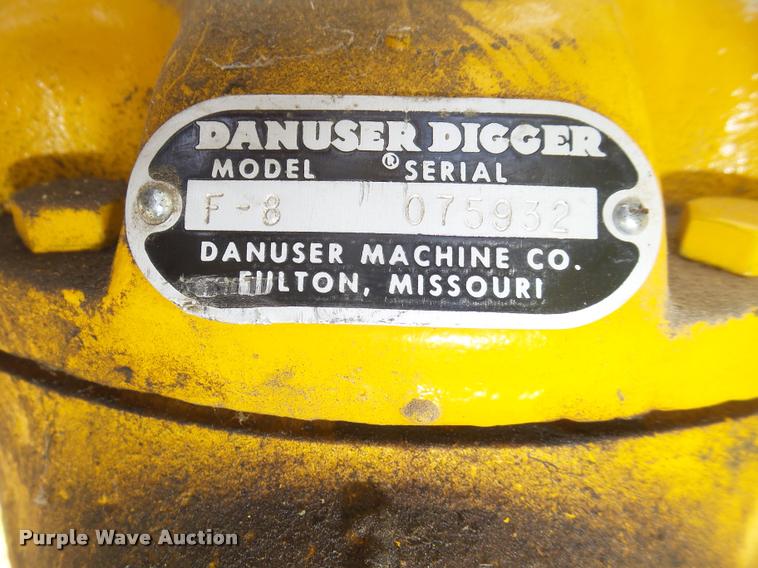 DANUSER DIGGER
MODEL ® SERIAL
F-8 075932
DANUSER MACHINE CO.
FULTON, MISSOURI
Purple Wave Auction